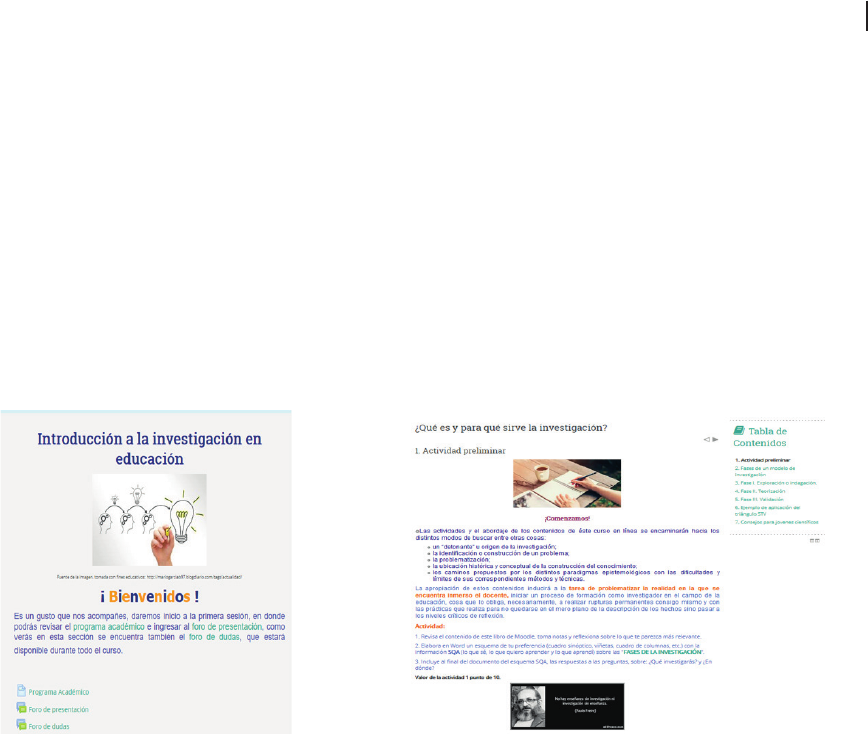 Introducción a la investigación en
educación
¡ Bienvenidos !
Es un gusto que nos acompañes, daremos inicio a la primera sesión, en donde
podrás revisar el programa académico e ingresar al foro de presentación, como
verás en esta sección se encuentra también el foro de dudas, que estará
disponible durante todo el curso.
Programa Académico
Foro de presentación
Foro de dudas
¿Qué es y para qué sirve la investigación?
1. Actividad preliminar
¡Comenzamos!
Las actividades y el abordaje de los contenidos de éste curso en línea se encaminarán hacia los
distintos modos de buscar entre otras cosas:
un "detonante" u origen de la investigación;
la identificación o construcción de un problema;
la problematización;
la ubicación histórica y conceptual de la construcción del conocimiento;
los caminos propuestos por los distintos paradigmas epistemológicos con las dificultades y
límites de sus correspondientes métodos y técnicas.
La apropiación de estos contenidos inducirá a la tarea de problematizar la realidad en la que se
encuentra inmerso el docente, iniciar un proceso de formación como investigador en el campo de la
educación, cosa que lo obliga, necesariamente, a realizar rupturas permanentes consigo mismo y con
las prácticas que realiza para no quedarse en el mero plano de la descripción de los hechos sino pasar a
los niveles críticos de reflexión.
Actividad:
1. Revisa el contenido de este libro de Moodle, toma notas y reflexiona sobre lo que te parezca más relevante.
2. Elabora en Word un esquema de tu preferencia (cuadro sinóptico, viñetas, cuadro de columnas, etc.) con la
información SQA (lo que sé, lo que quiero aprender y lo que aprendí) sobre las "FASES DE LA INVESTIGACIÓN".
3. Incluye al final del documento del esquema SQA, las respuestas a las preguntas, sobre: ¿Qué investigarás? y ¿En
dónde?
Valor de la actividad 1 punto de 10.
No hay enseñanza sin investigación ni
investigación sin enseñanza.
(Paulo Freire)
Tabla de
Contenidos
1. Actividad preliminar
2. Fases de un modelo de
investigación
3. Fase I. Exploración o indagación
4. Fase II. Teorización
5. Fase III. Validación
6. Ejemplo de aplicación del
triángulo STV
7. Consejos para jóvenes científicos